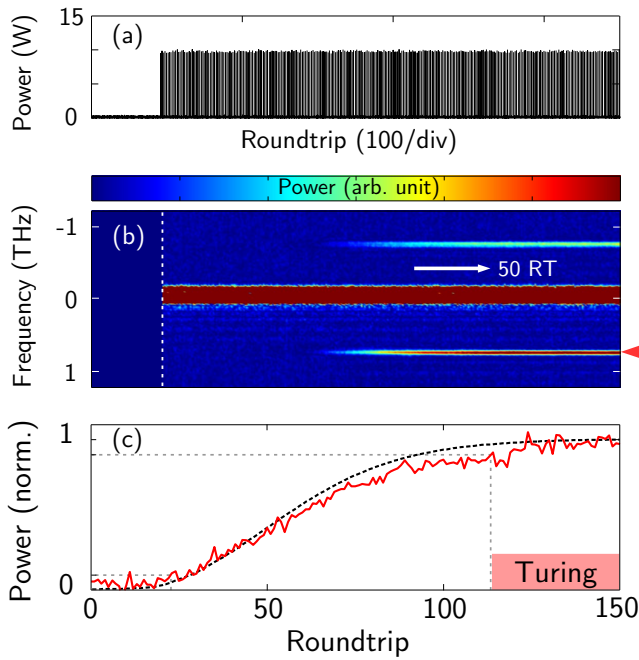 15
(a)
Power (W)
0
Roundtrip (100/div)
Power (arb. unit)
(b)
-1
50 RT
Frequency (THz)
0
1
(c)
1
Power (norm.)
Turing
0
0 50 100 150
Roundtrip